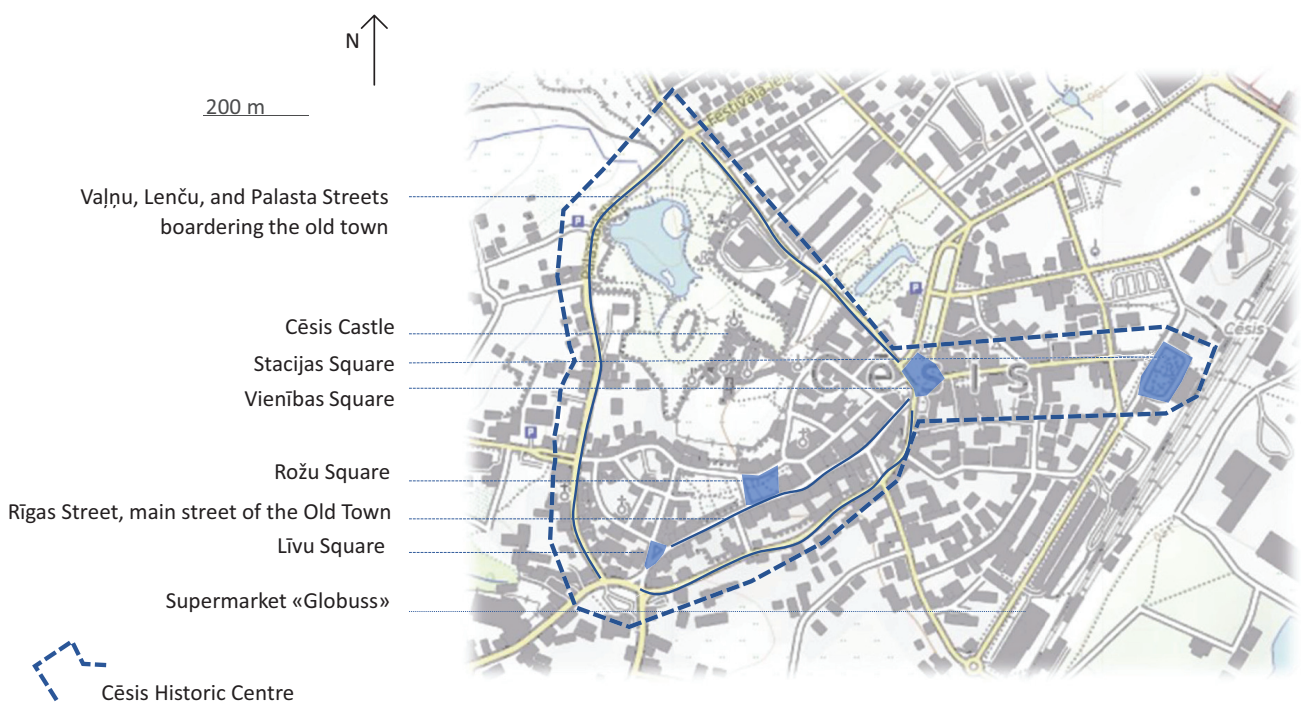 N
200 m
Vaļņu, Lenču, and Palasta Streets
boardering the old town
Cēsis Castle
Stacijas Square
Vienības Square
Rožu Square
Rīgas Street, main street of the Old Town
Līvu Square
Supermarket «Globuss»
Cēsis Historic Centre
P
P
P
Cēsis
Cēsis